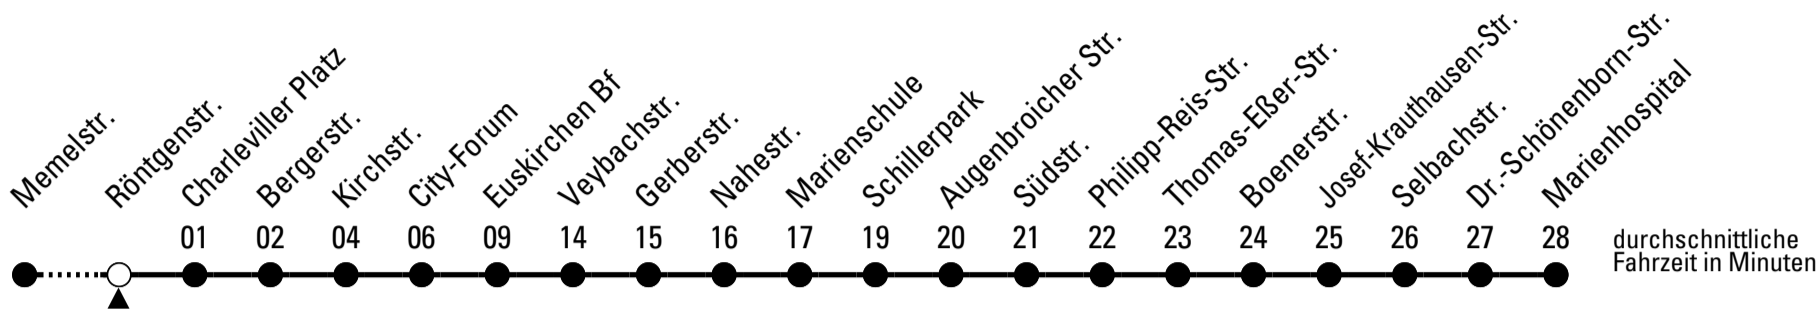 Memelstr.
Röntgenstr.
Charleviller Platz
Bergerstr.
Kirchstr.
City-Forum
Euskirchen Bf
Veybachstr.
Gerberstr.
Nahestr.
Marienschule
Schillerpark
Augenbroicher Str.
Südstr.
Philipp-Reis-Str.
Thomas-Eßer-Str.
Boenerstr.
Josef-Krauthausen-Str.
Selbachstr.
Dr.-Schönenborn-Str.
Marienhospital
01 02 04 06 09 14 15 16 17 19 20 21 22 23 24 25 26 27 28
durchschnittliche
Fahrzeit in Minuten